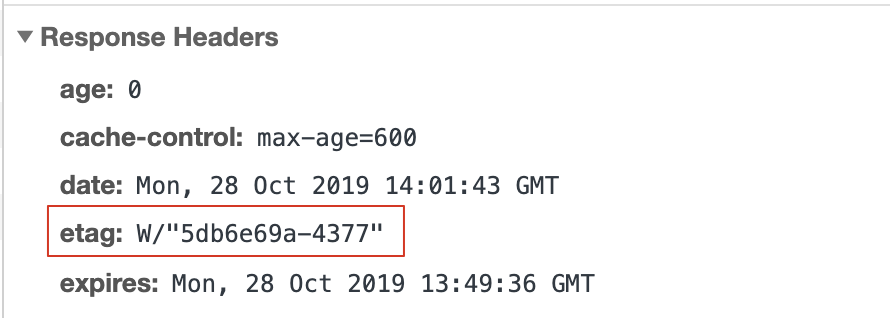 Response Headers
age: 0
cache-control: max-age=600
date: Mon, 28 Oct 2019 14:01:43 GMT
etag: W/"5db6e69a-4377"
expires: Mon, 28 Oct 2019 13:49:36 GMT